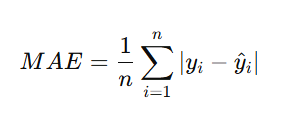 MAE = \frac{1}{n} \sum_{i=1}^{n} |y_i - \hat{y}_i|